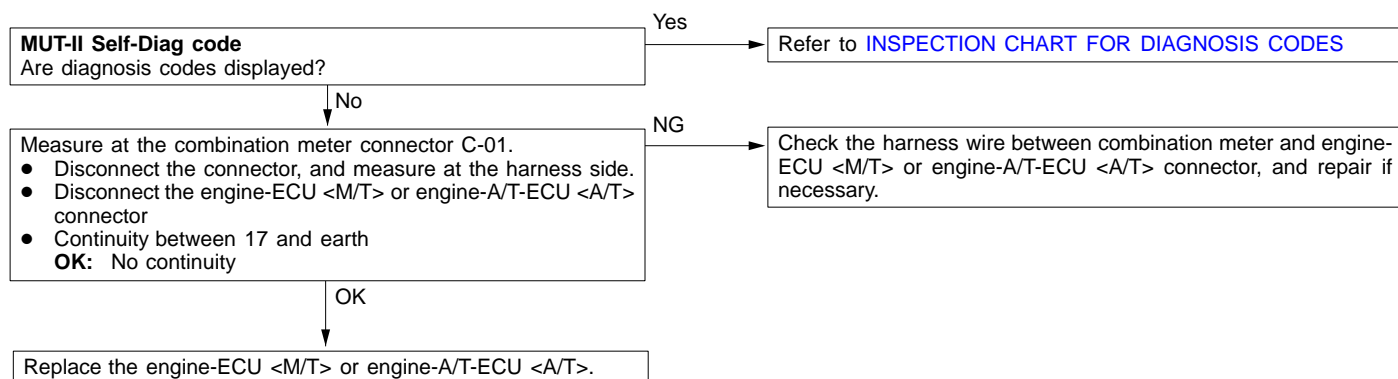 MUT-II Self-Diag code
Are diagnosis codes displayed?
Yes
Refer to INSPECTION CHART FOR DIAGNOSIS CODES
No
Measure at the combination meter connector C-01.
● Disconnect the connector, and measure at the harness side.
● Disconnect the engine-ECU <M/T> or engine-A/T-ECU <A/T>
connector
● Continuity between 17 and earth
OK: No continuity
NG
Check the harness wire between combination meter and engine-
ECU <M/T> or engine-A/T-ECU <A/T> connector, and repair if
necessary.
OK
Replace the engine-ECU <M/T> or engine-A/T-ECU <A/T>.